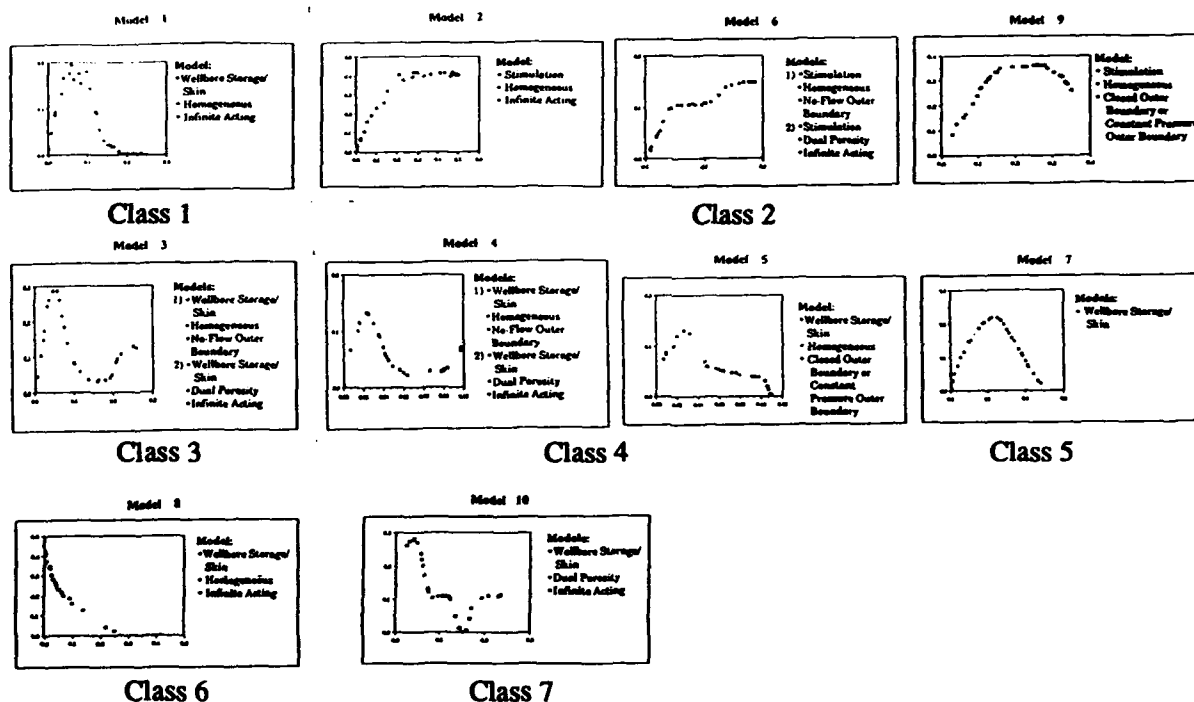 Model 1
Model:
• Wellbore Storage/
Skin
• Homogeneous
• Infinite Acting
Model 2
Model:
• Stimulation
• Homogeneous
• Infinite Acting
Model 6
Models:
1) • Stimulation
• Homogeneous
• No-Flow Outer
Boundary
2) • Stimulation
• Dual Porosity
• Infinite Acting
Model 9
Model:
• Stimulation
• Homogeneous
• Closed Outer
Boundary or
Constant Pressure
Outer Boundary
Class 1
Class 2
Model 3
Models:
1) • Wellbore Storage/
Skin
• Homogeneous
• No-Flow Outer
Boundary
2) • Wellbore Storage/
Skin
• Dual Porosity
• Infinite Acting
Model 4
Models:
1) • Wellbore Storage/
Skin
• Homogeneous
• No-Flow Outer
Boundary
2) • Wellbore Storage/
Skin
• Dual Porosity
• Infinite Acting
Model 5
Model:
• Wellbore Storage/
Skin
• Homogeneous
• Closed Outer
Boundary or
Constant
Pressure Outer
Boundary
Model 7
Models:
• Wellbore Storage/
Skin
Class 3
Class 4
Class 5
Model 8
Models:
• Wellbore Storage/
Skin
• Homogeneous
• Infinite Acting
Model 10
Models:
• Wellbore Storage/
Skin
• Dual Porosity
• Infinite Acting
Class 6
Class 7